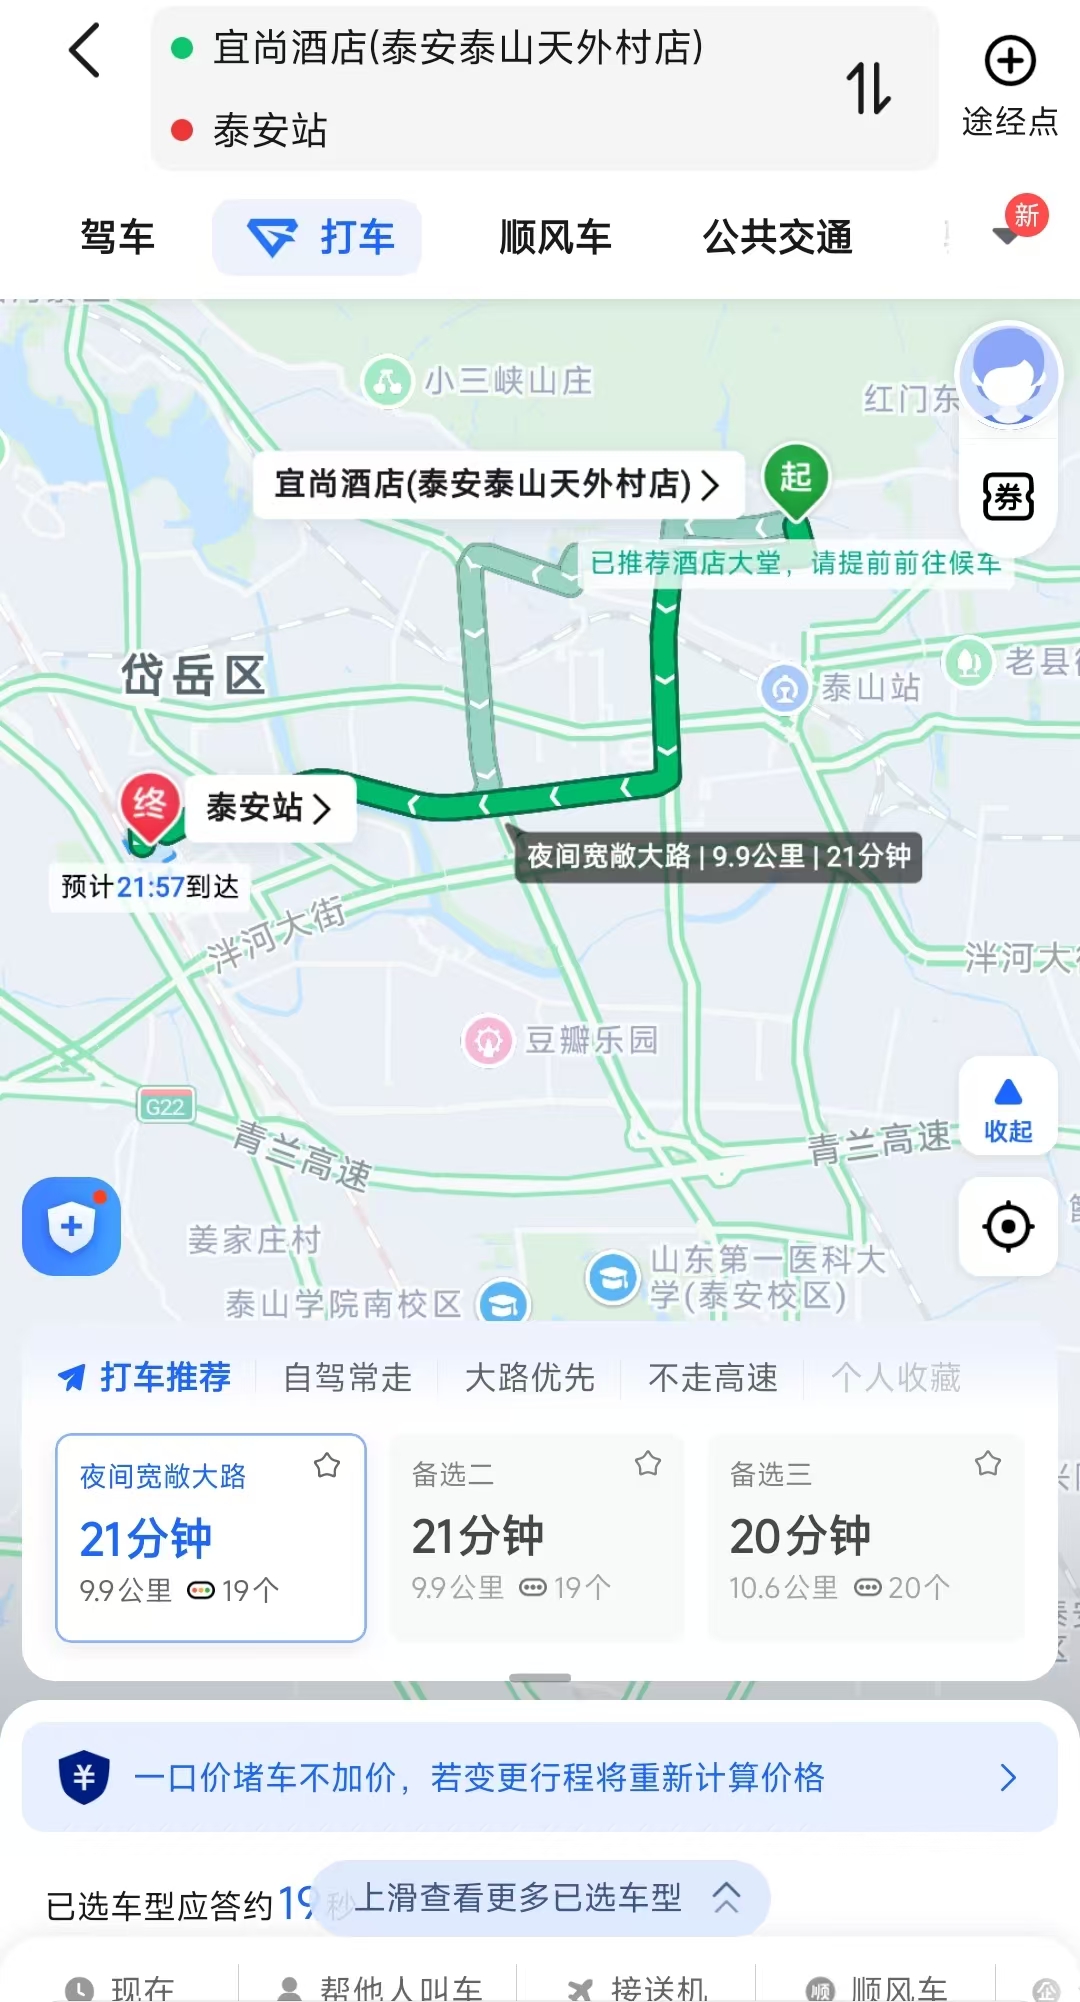 宜尚酒店(泰安泰山天外村店)
泰安站
途经点
驾车
打车
顺风车
公共交通
新
小三峡山庄
红门东
宜尚酒店(泰安泰山天外村店)
起
券
已推荐酒店大堂，请提前前往候车
岱岳区
泰山站
老县
终
泰安站
夜间宽敞大路 | 9.9公里 | 21分钟
预计21:57到达
泮河大街
泮河大
豆瓣乐园
G22
青兰高速
青兰高速
收起
姜家庄村
山东第一医科大
学(泰安校区)
泰山学院南校区
打车推荐
自驾常走
大路优先
不走高速
个人收藏
夜间宽敞大路
21分钟
9.9公里 19个
备选二
21分钟
9.9公里 19个
备选三
20分钟
10.6公里 20个
¥ 一口价堵车不加价，若变更行程将重新计算价格
已选车型应答约19秒
上滑查看更多已选车型
现在
帮他人叫车
接送机
顺 顺风车
企